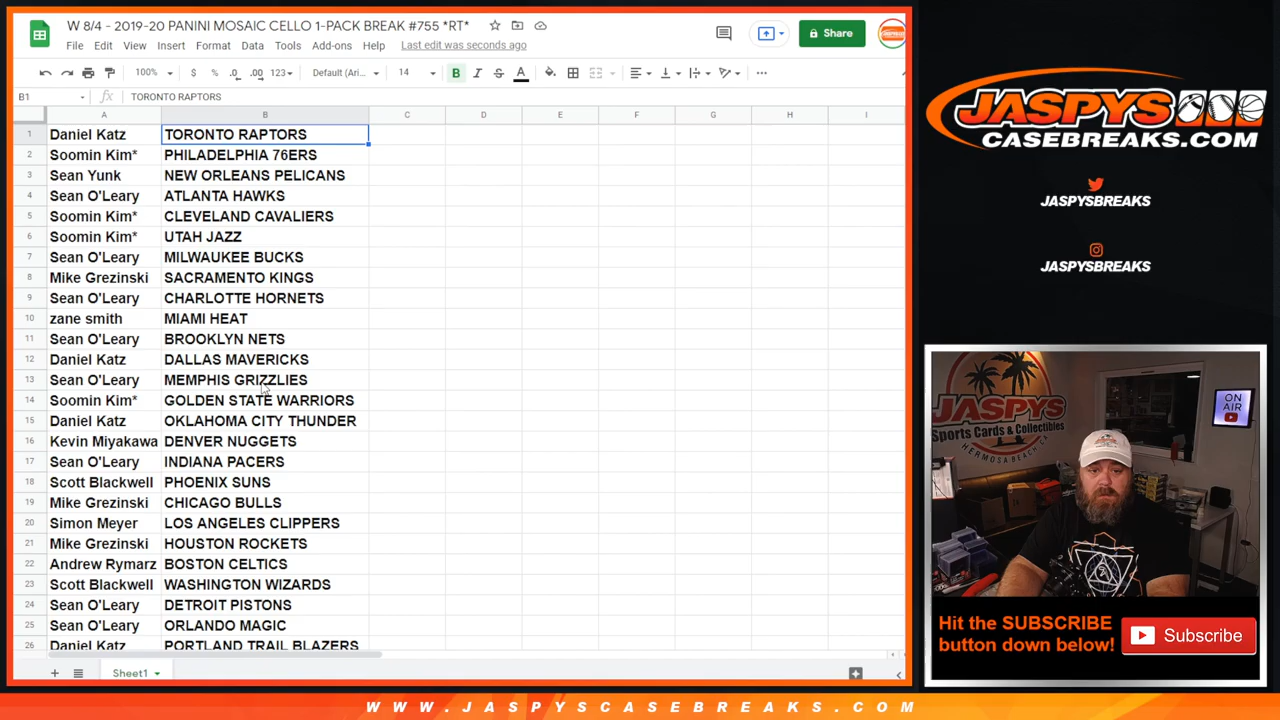 W 8/4 - 2019-20 PANINI MOSAIC CELLO 1-PACK BREAK #755 *RT*
File Edit View Insert Format Data Tools Add-ons Help Last edit was seconds ago
Share
100% $ % .0 .00 123 Default (Ari... 14 B I S A
B1 fx TORONTO RAPTORS
A B C D E F G H I
1 Daniel Katz TORONTO RAPTORS
2 Soomin Kim* PHILADELPHIA 76ERS
3 Sean Yunk NEW ORLEANS PELICANS
4 Sean O'Leary ATLANTA HAWKS
5 Soomin Kim* CLEVELAND CAVALIERS
6 Soomin Kim* UTAH JAZZ
7 Sean O'Leary MILWAUKEE BUCKS
8 Mike Grezinski SACRAMENTO KINGS
9 Sean O'Leary CHARLOTTE HORNETS
10 zane smith MIAMI HEAT
11 Sean O'Leary BROOKLYN NETS
12 Daniel Katz DALLAS MAVERICKS
13 Sean O'Leary MEMPHIS GRIZZLIES
14 Soomin Kim* GOLDEN STATE WARRIORS
15 Daniel Katz OKLAHOMA CITY THUNDER
16 Kevin Miyakawa DENVER NUGGETS
17 Sean O'Leary INDIANA PACERS
18 Scott Blackwell PHOENIX SUNS
19 Mike Grezinski CHICAGO BULLS
20 Simon Meyer LOS ANGELES CLIPPERS
21 Mike Grezinski HOUSTON ROCKETS
22 Andrew Rymarz BOSTON CELTICS
23 Scott Blackwell WASHINGTON WIZARDS
24 Sean O'Leary DETROIT PISTONS
25 Sean O'Leary ORLANDO MAGIC
26 Daniel Katz PORTLAND TRAIL BLAZERS
Sheet1
JASPYS
CASEBREAKS.COM
JASPYSBREAKS
JASPYSBREAKS
JASPYS
Sports Cards & Collectibles
HERMOSA BEACH CA
ON
AIR
Hit the SUBSCRIBE
button down below!
Subscribe
WWW.JASPYSCASEBREAKS.COM